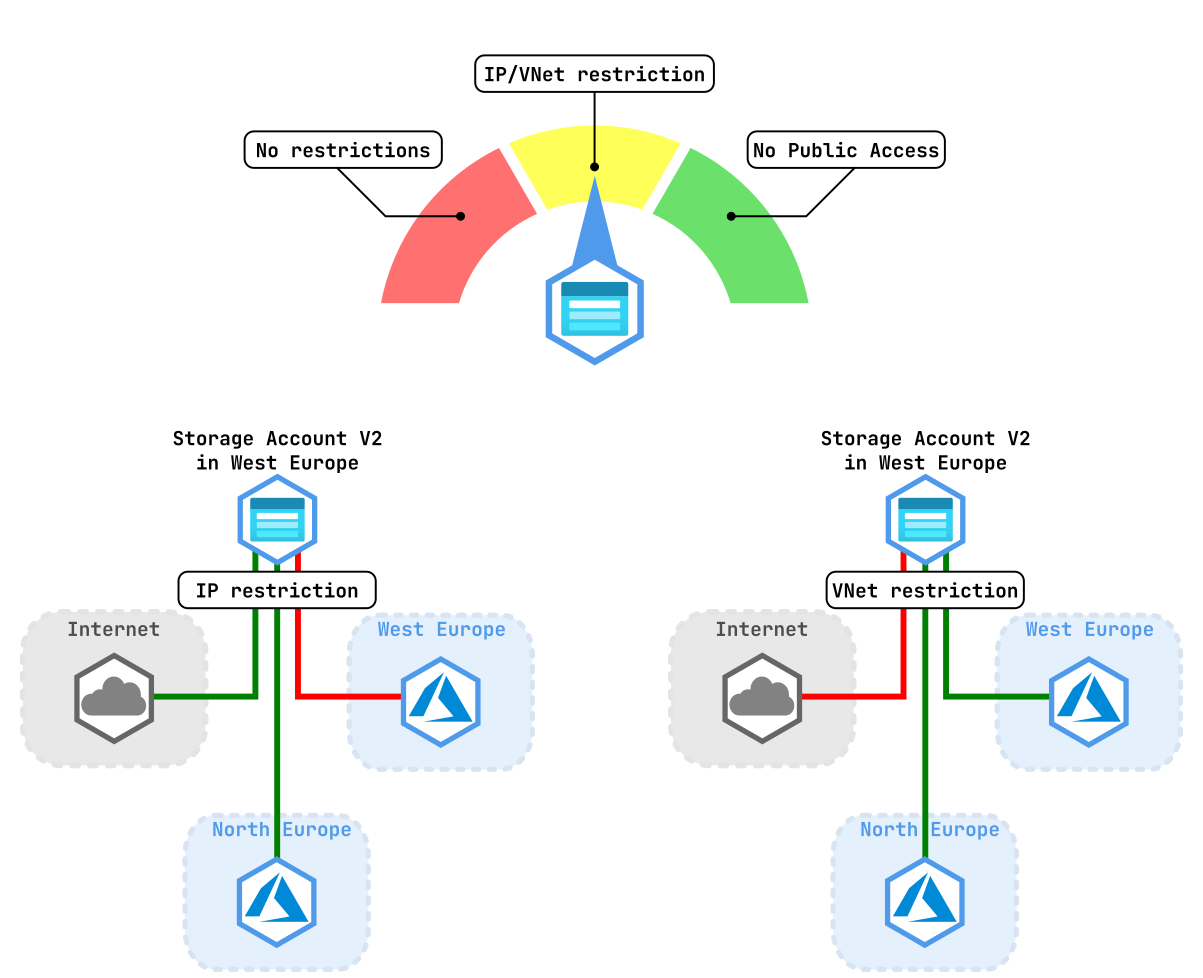 IP/VNet restriction
No restrictions
No Public Access
Storage Account V2
in West Europe
IP restriction
Internet
West Europe
North Europe
Storage Account V2
in West Europe
VNet restriction
Internet
West Europe
North Europe